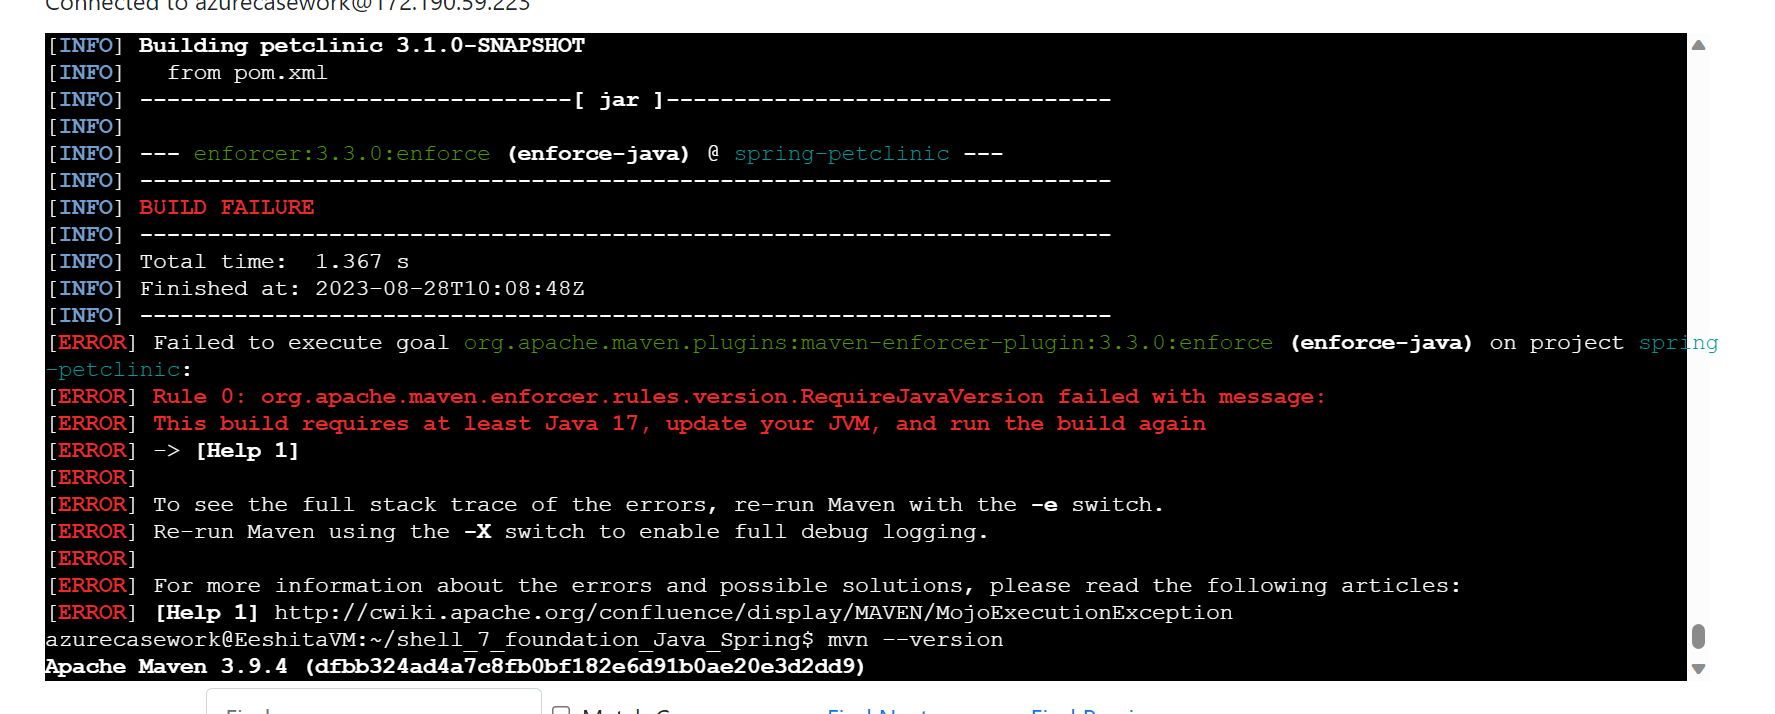 Connected to azurecasework@172.190.59.223
[INFO] Building petclinic 3.1.0-SNAPSHOT
[INFO]   from pom.xml
[INFO] --------------------------------[ jar ]---------------------------------
[INFO]
[INFO] --- enforcer:3.3.0:enforce (enforce-java) @ spring-petclinic ---
[INFO] ------------------------------------------------------------------------
[INFO] BUILD FAILURE
[INFO] ------------------------------------------------------------------------
[INFO] Total time:  1.367 s
[INFO] Finished at: 2023-08-28T10:08:48Z
[INFO] ------------------------------------------------------------------------
[ERROR] Failed to execute goal org.apache.maven.plugins:maven-enforcer-plugin:3.3.0:enforce (enforce-java) on project spring
-petclinic:
[ERROR] Rule 0: org.apache.maven.enforcer.rules.version.RequireJavaVersion failed with message:
[ERROR] This build requires at least Java 17, update your JVM, and run the build again
[ERROR] -> [Help 1]
[ERROR]
[ERROR] To see the full stack trace of the errors, re-run Maven with the -e switch.
[ERROR] Re-run Maven using the -X switch to enable full debug logging.
[ERROR]
[ERROR] For more information about the errors and possible solutions, please read the following articles:
[ERROR] [Help 1] http://cwiki.apache.org/confluence/display/MAVEN/MojoExecutionException
azurecasework@EeshitaVM:~/shell_7_foundation_Java_Spring$ mvn --version
Apache Maven 3.9.4 (dfbb324ad4a7c8fb0bf182e6d91b0ae20e3d2dd9)